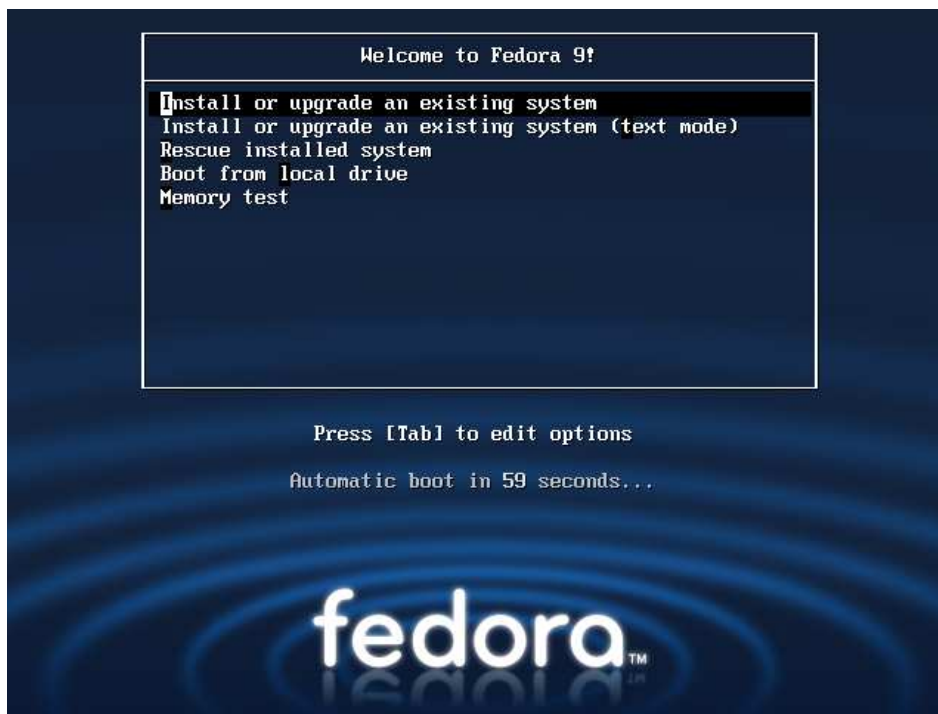 Welcome to Fedora 9!
Install or upgrade an existing system
Install or upgrade an existing system (text mode)
Rescue installed system
Boot from local drive
Memory test
Press [Tab] to edit options
Automatic boot in 59 seconds...
fedora™